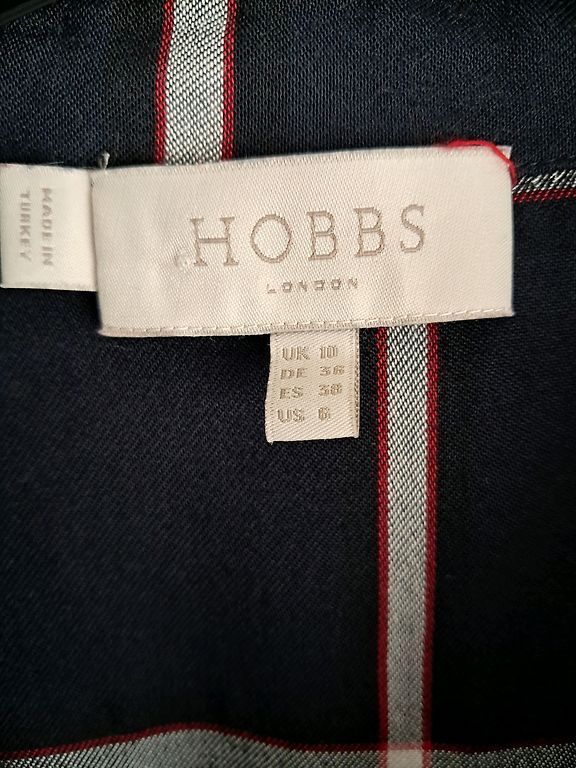 MADE IN
TURKEY
HOBBS
LONDON
UK 10
DE 36
ES 38
US 6